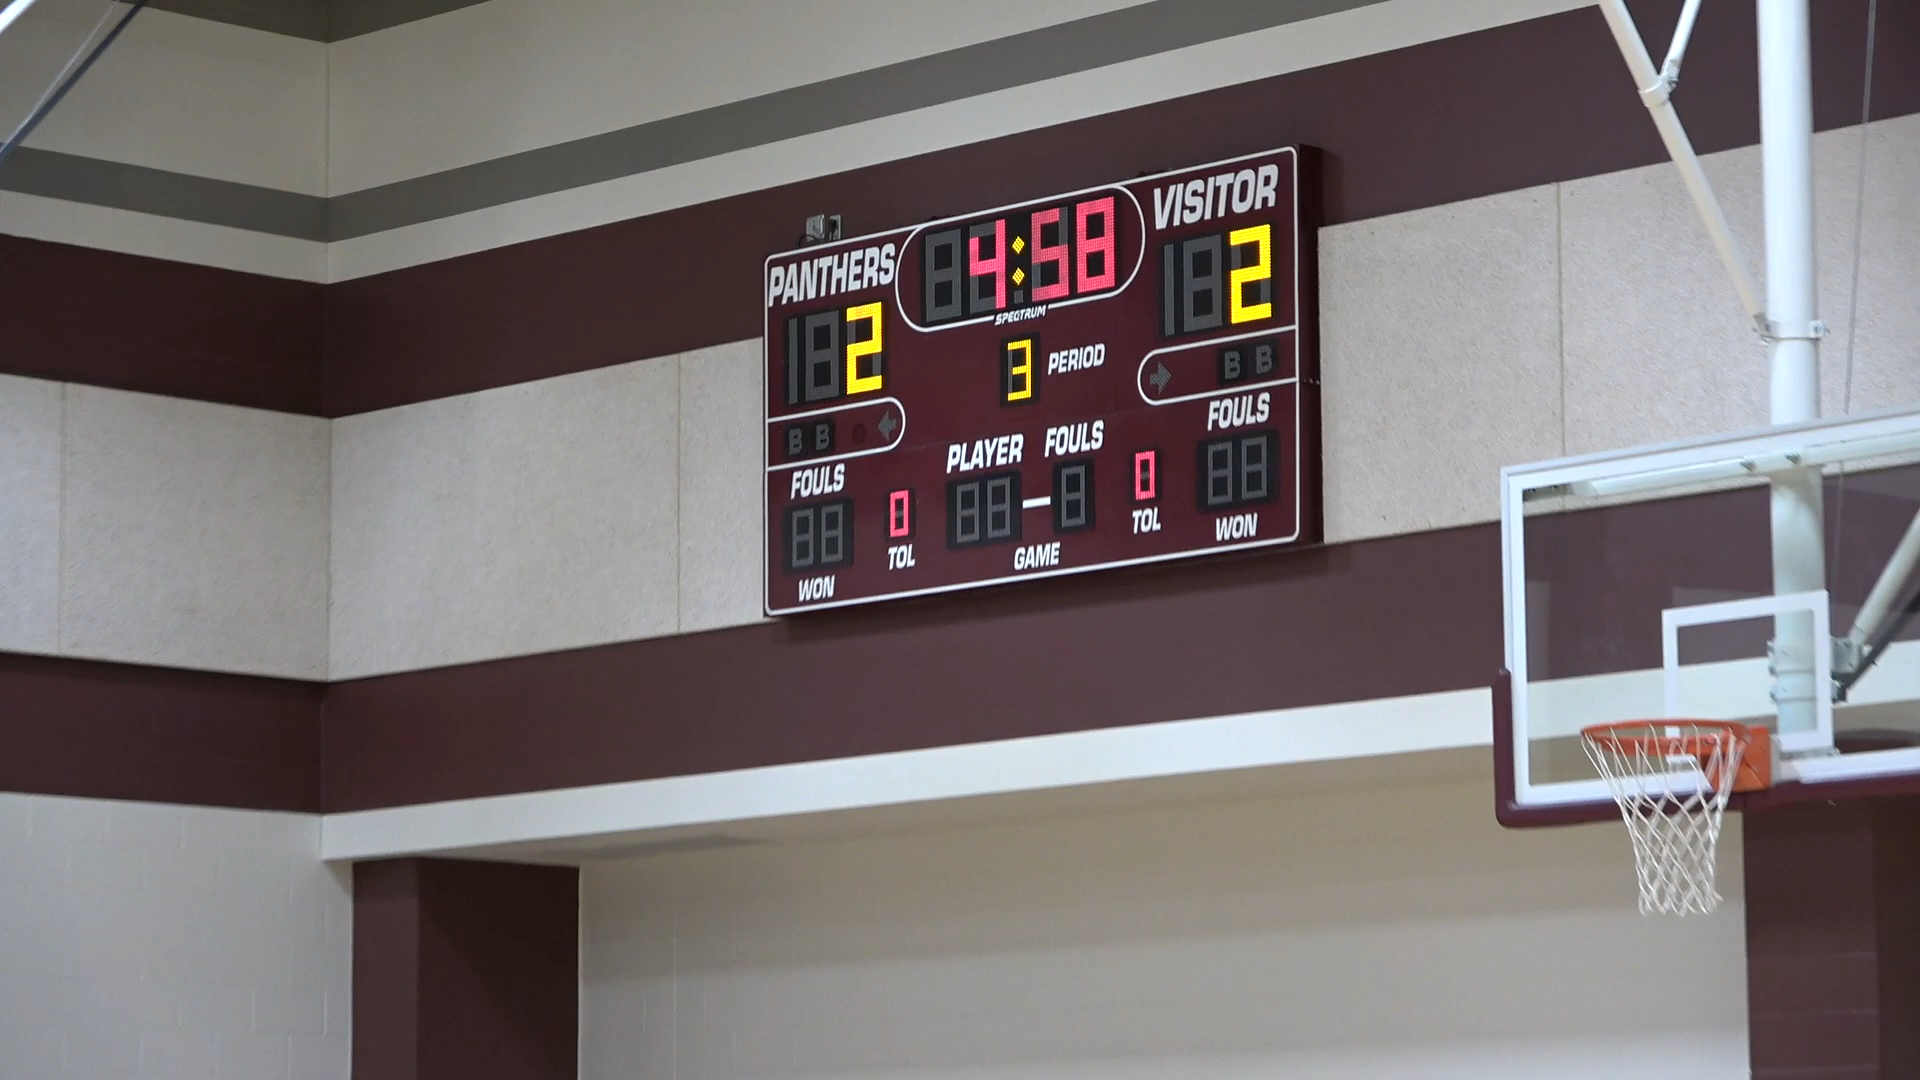 PANTHERS
4:58
VISITOR
2
SPECTRUM
2
3 PERIOD
B B
B B
FOULS
PLAYER FOULS
FOULS
0
0
TOL
TOL
WON
GAME
WON